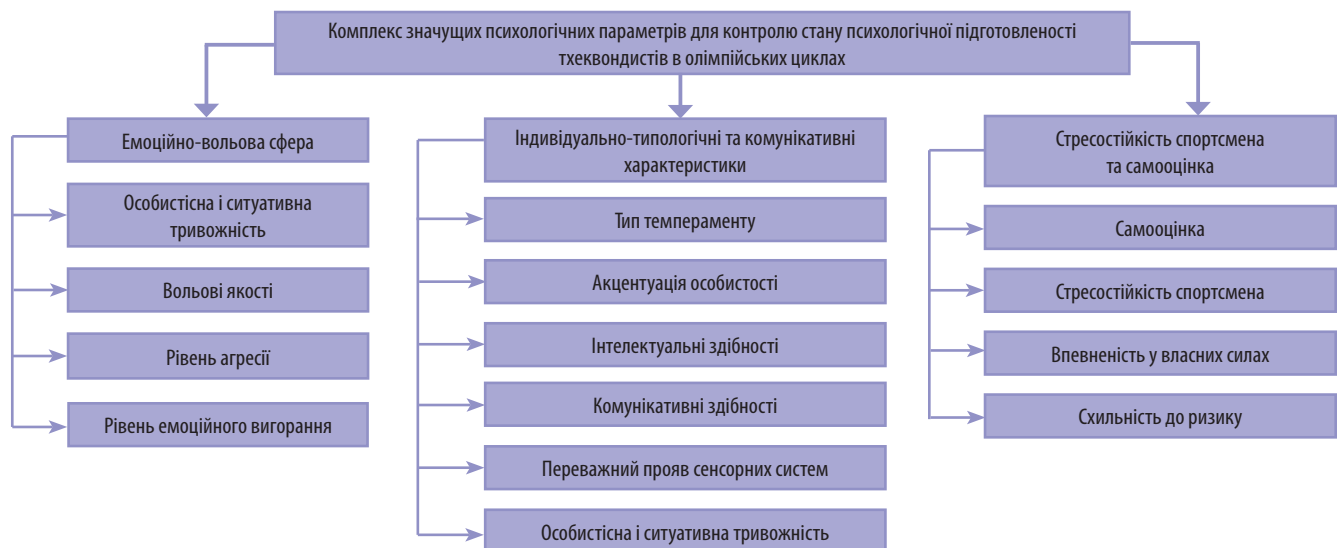 Комплекс значущих психологічних параметрів для контролю стану психологічної підготовленості
тхеквондистів в олімпійських циклах
Емоційно-вольова сфера
Особистісна і ситуативна
тривожність
Вольові якості
Рівень агресії
Рівень емоційного вигорання
Індивідуально-типологічні та комунікативні
характеристики
Тип темпераменту
Акцентуація особистості
Інтелектуальні здібності
Комунікативні здібності
Переважний прояв сенсорних систем
Особистісна і ситуативна тривожність
Стресостійкість спортсмена
та самооцінка
Самооцінка
Стресостійкість спортсмена
Впевненість у власних силах
Схильність до ризику